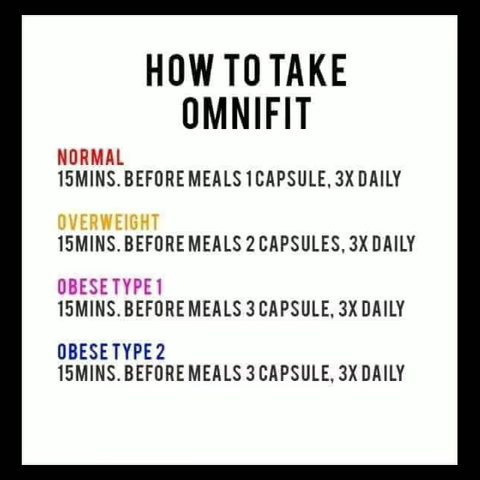 HOW TO TAKE
OMNIFIT
NORMAL
15MINS. BEFORE MEALS 1 CAPSULE, 3X DAILY
OVERWEIGHT
15MINS. BEFORE MEALS 2 CAPSULES, 3X DAILY
OBESE TYPE 1
15MINS. BEFORE MEALS 3 CAPSULE, 3X DAILY
OBESE TYPE 2
15MINS. BEFORE MEALS 3 CAPSULE, 3X DAILY